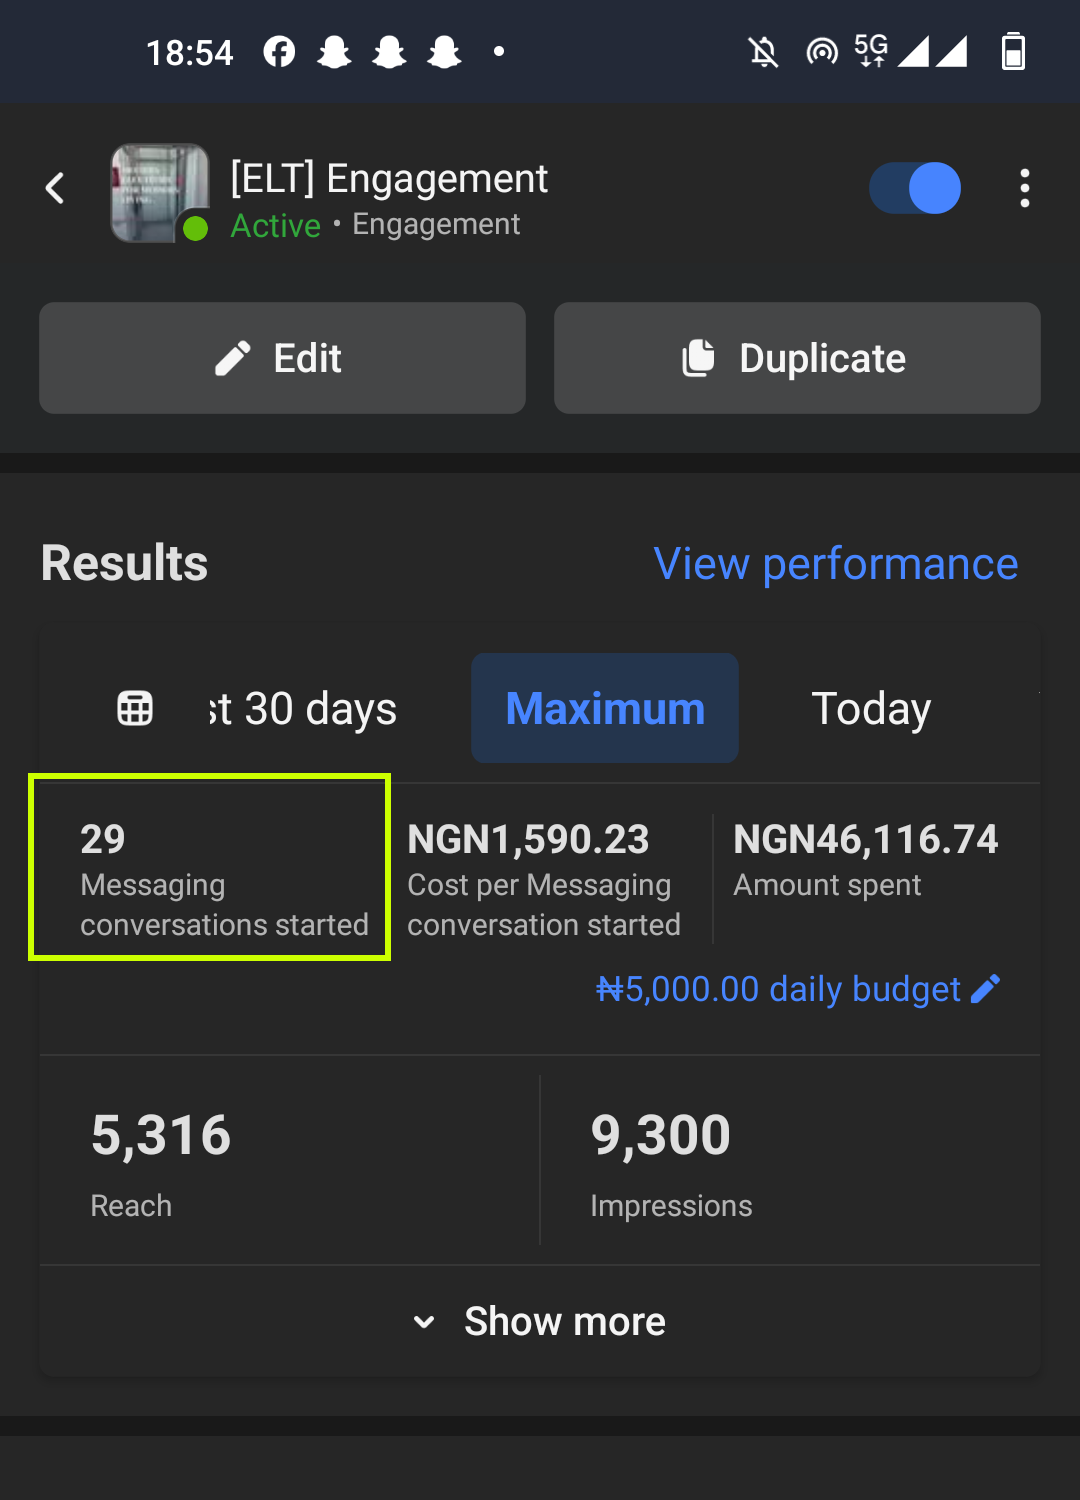 18:54
5G
[ELT] Engagement
Active • Engagement
Edit
Duplicate
Results
View performance
st 30 days
Maximum
Today
29
Messaging
conversations started
NGN1,590.23
Cost per Messaging
conversation started
NGN46,116.74
Amount spent
₦5,000.00 daily budget
5,316
Reach
9,300
Impressions
Show more